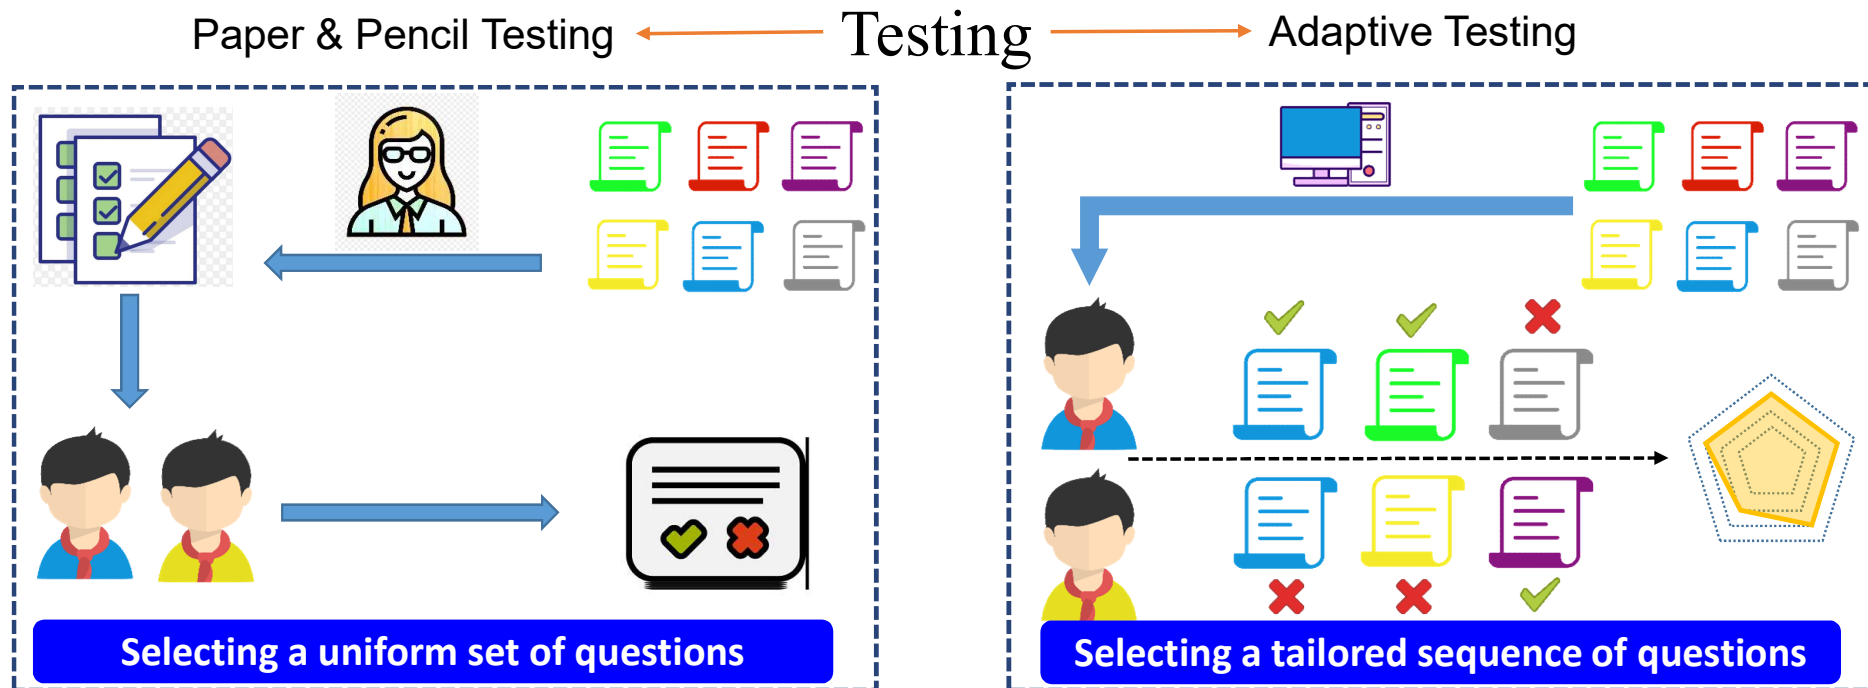 Paper & Pencil Testing
Testing
Adaptive Testing
Selecting a uniform set of questions
Selecting a tailored sequence of questions